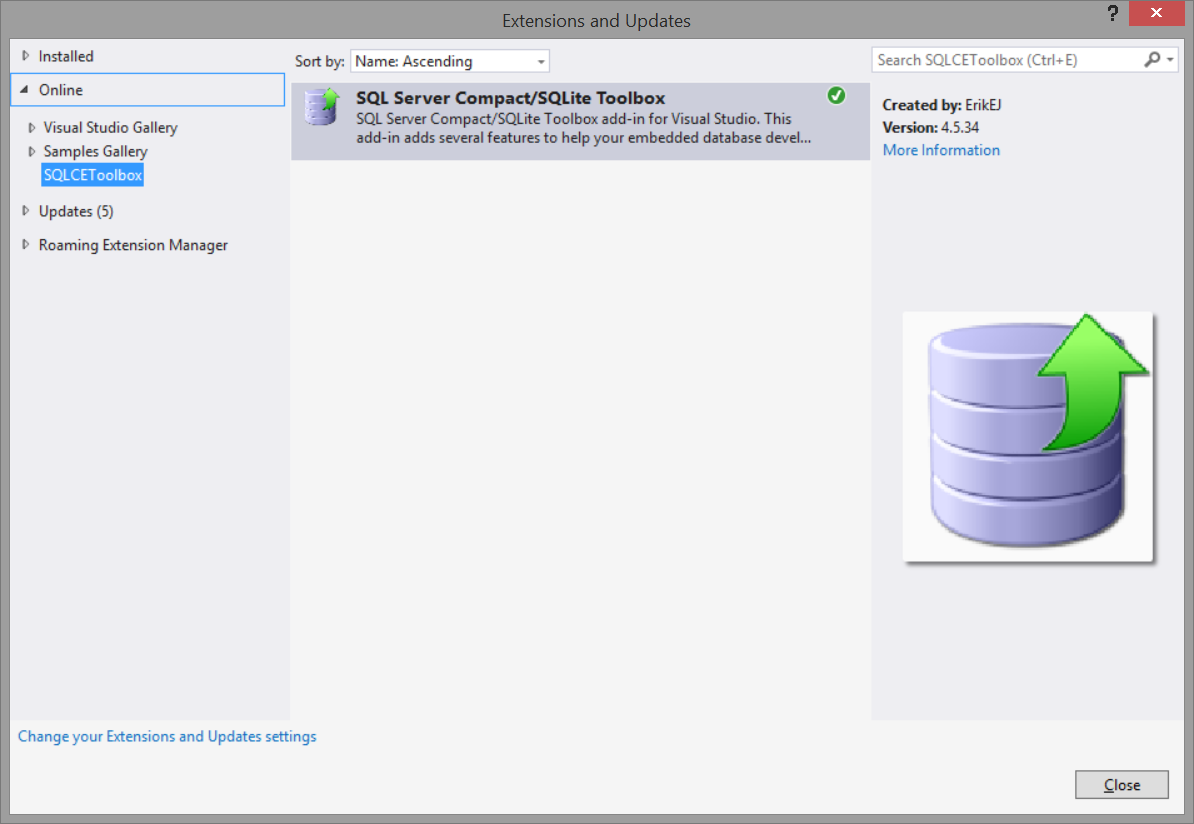 Extensions and Updates
?
Installed
Online
Visual Studio Gallery
Samples Gallery
SQLCEToolbox
Updates (5)
Roaming Extension Manager
Sort by: Name: Ascending
SQL Server Compact/SQLite Toolbox
SQL Server Compact/SQLite Toolbox add-in for Visual Studio. This
add-in adds several features to help your embedded database devel...
Search SQLCEToolbox (Ctrl+E)
Created by: ErikEJ
Version: 4.5.34
More Information
Change your Extensions and Updates settings
Close